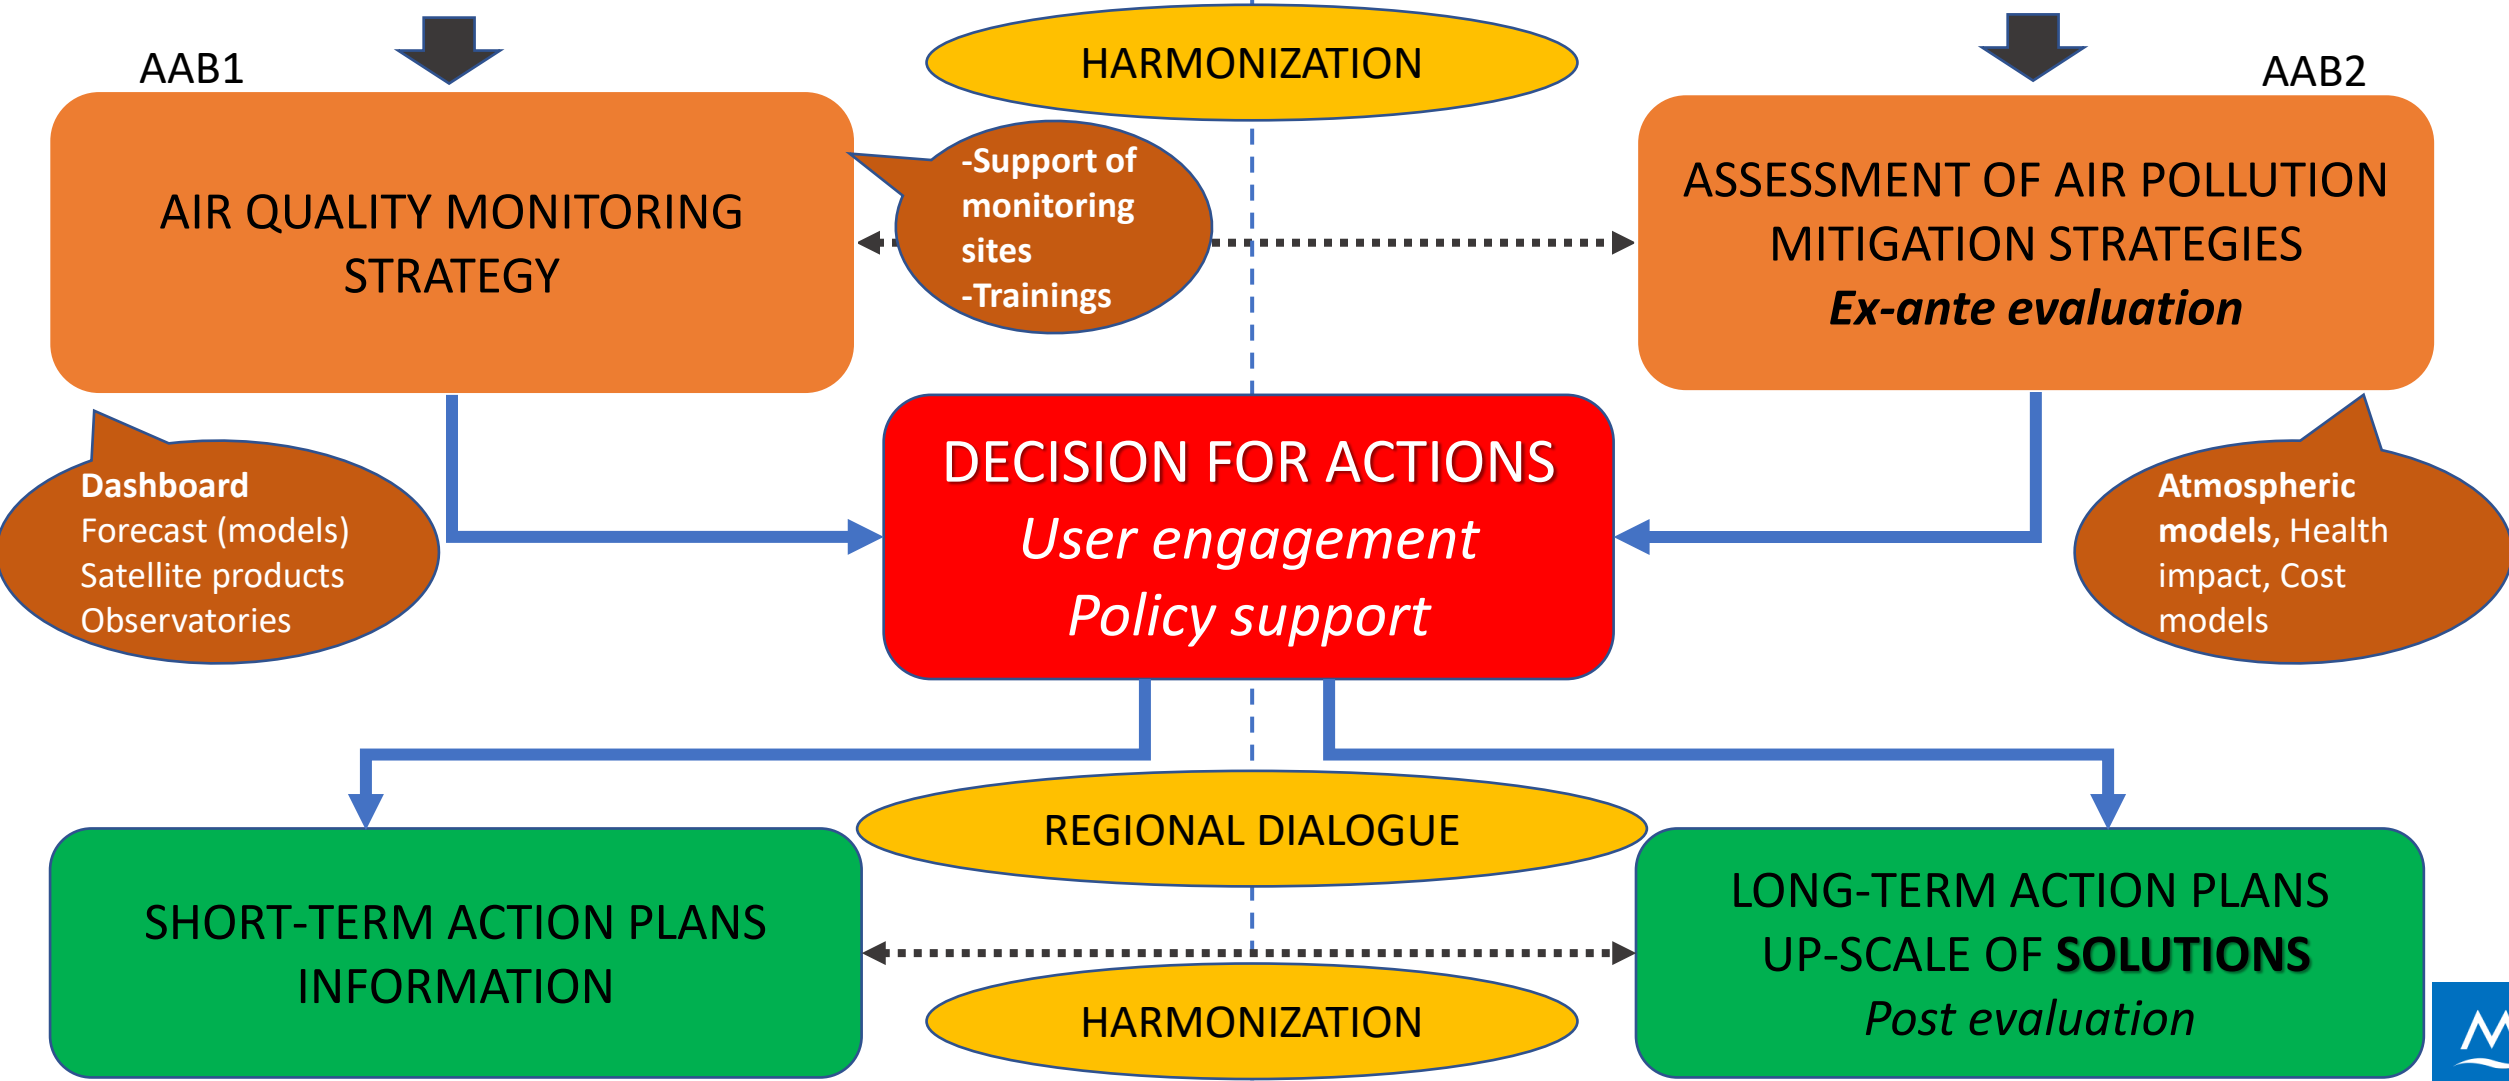 AAB1
HARMONIZATION
AAB2
AIR QUALITY MONITORING
STRATEGY
-Support of
monitoring
sites
-Trainings
ASSESSMENT OF AIR POLLUTION
MITIGATION STRATEGIES
Ex-ante evaluation
Dashboard
Forecast (models)
Satellite products
Observatories
DECISION FOR ACTIONS
User engagement
Policy support
Atmospheric
models, Health
impact, Cost
models
REGIONAL DIALOGUE
SHORT-TERM ACTION PLANS
INFORMATION
LONG-TERM ACTION PLANS
UP-SCALE OF SOLUTIONS
Post evaluation
HARMONIZATION